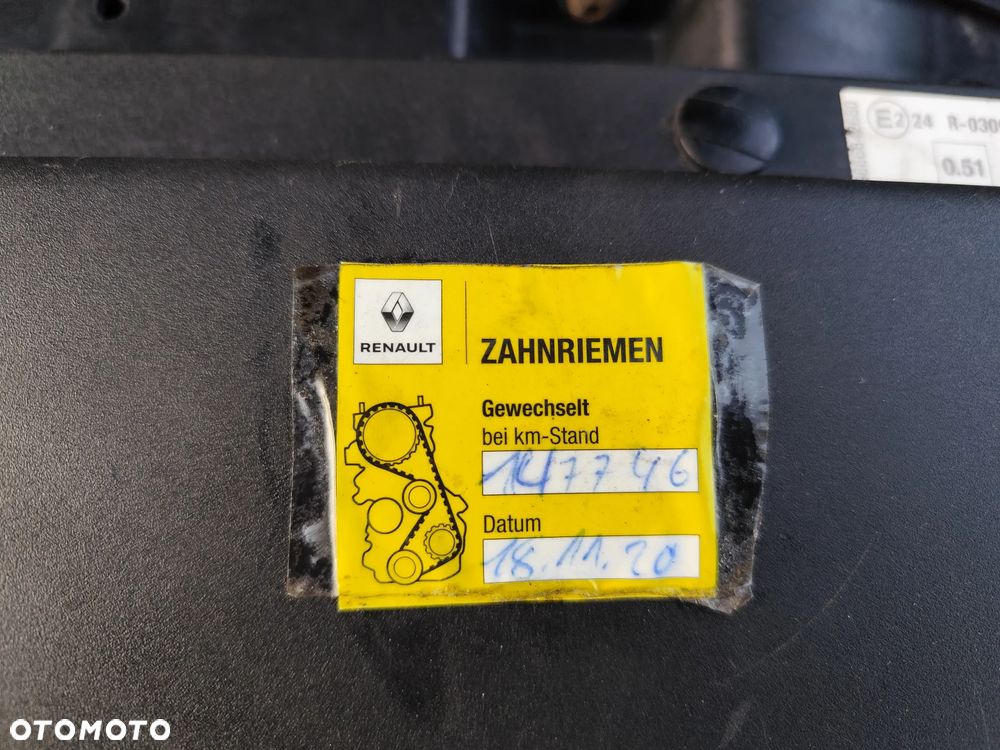 E2 24 R-030
0.51
RENAULT
ZAHNRIEMEN
Gewechselt
bei km-Stand
147746
Datum
18.11.20
OTOMOTO